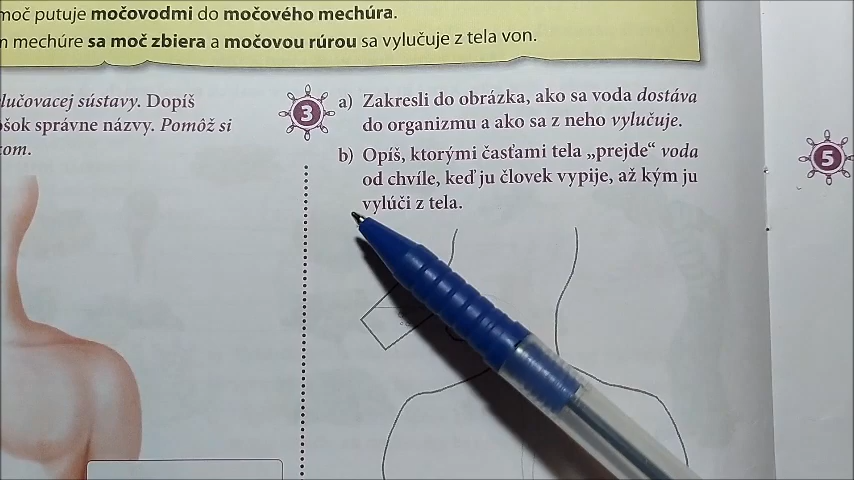 moč putuje močovodmi do močového mechúra.
m mechúre sa moč zbiera a močovou rúrou sa vylučuje z tela von.
lučovacej sústavy. Dopíš
ošok správne názvy. Pomôž si
kom.
3
a) Zakresli do obrázka, ako sa voda dostáva
do organizmu a ako sa z neho vylučuje.
b) Opíš, ktorými časťami tela „prejde“ voda
od chvíle, keď ju človek vypije, až kým ju
vylúči z tela.
5